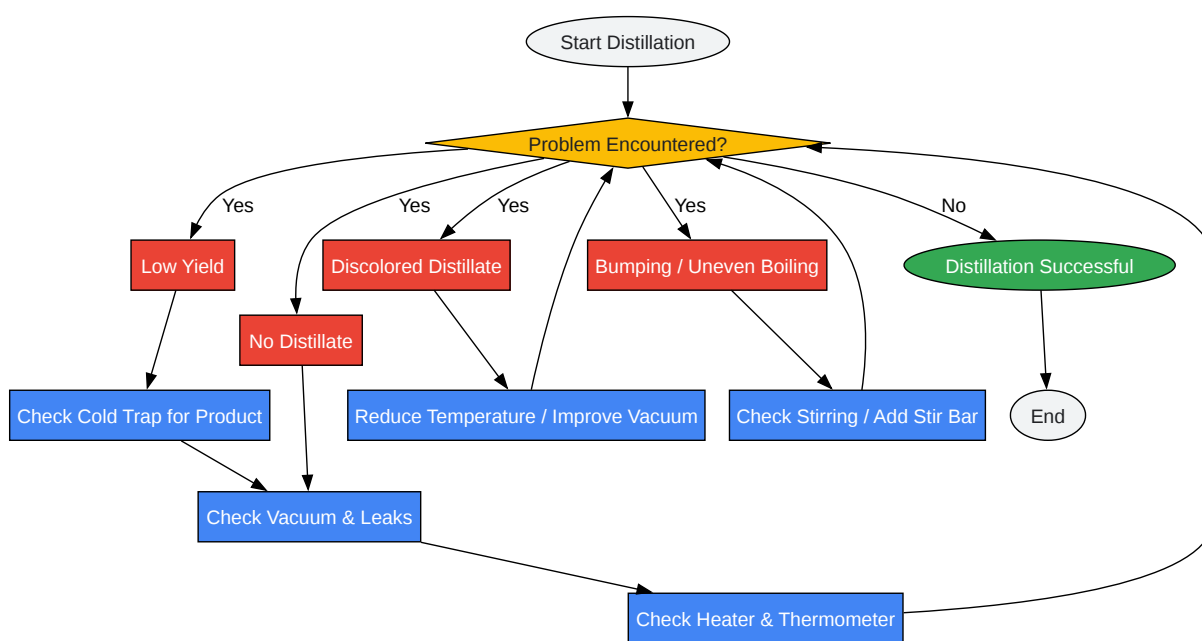 Start Distillation
Problem Encountered?
Yes
Yes
Yes
Yes
No
Low Yield
Discolored Distillate
Bumping / Uneven Boiling
Distillation Successful
No Distillate
Check Cold Trap for Product
Reduce Temperature / Improve Vacuum
Check Stirring / Add Stir Bar
End
Check Vacuum & Leaks
Check Heater & Thermometer